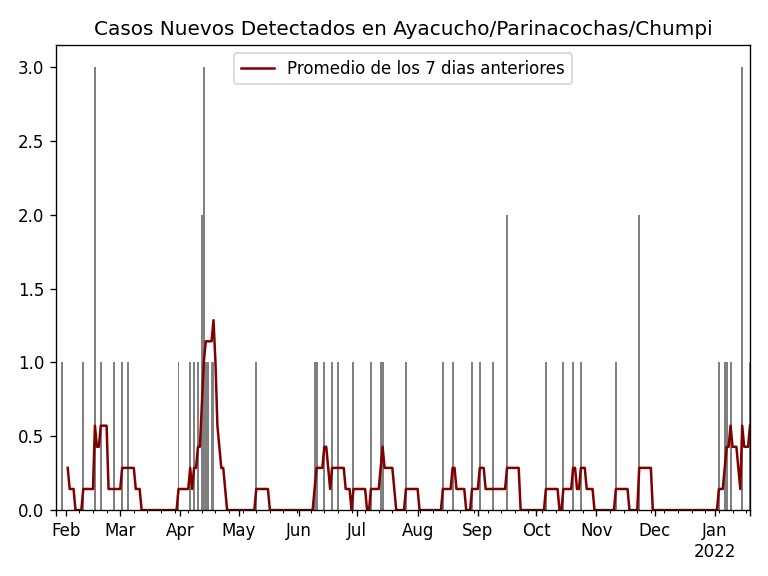 Casos Nuevos Detectados en Ayacucho/Parinacochas/Chumpi
Promedio de los 7 dias anteriores
3.0
2.5
2.0
1.5
1.0
0.5
0.0
Feb Mar Apr May Jun Jul Aug Sep Oct Nov Dec Jan
2022